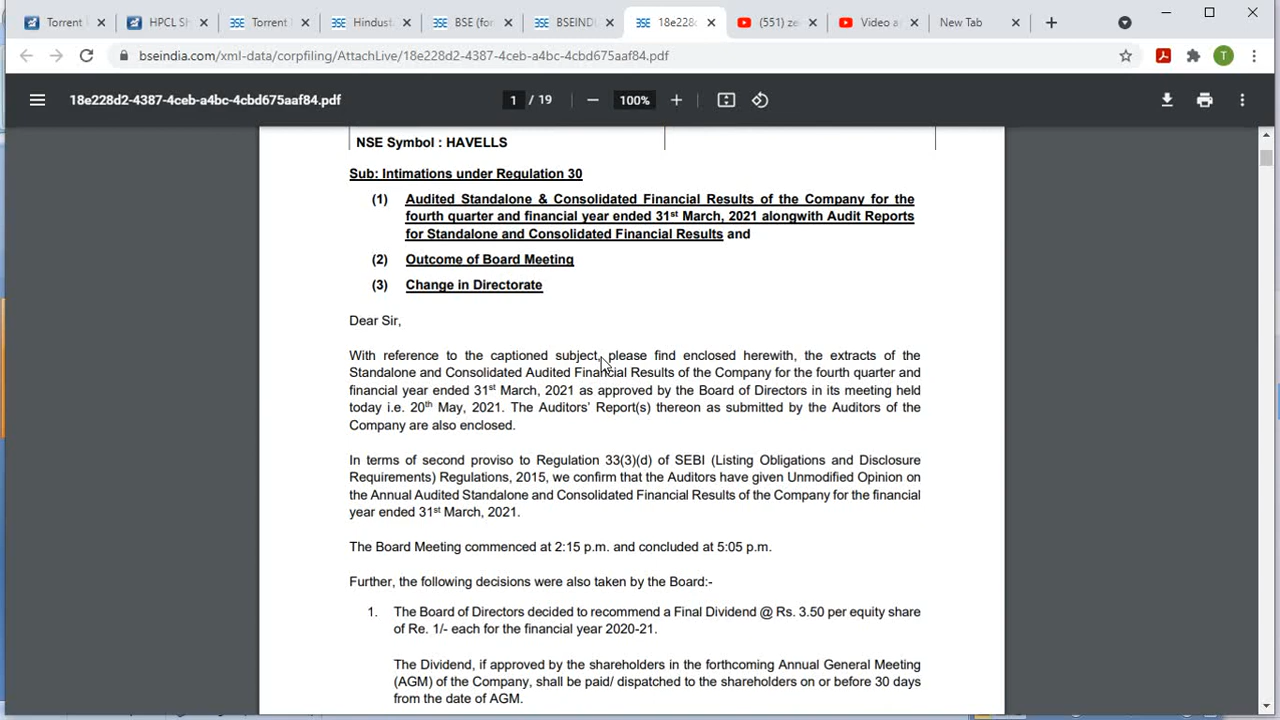 Torrent
HPCL Sh
Torrent I
Hindust
BSE (for
BSEINDI
18e228d
(551) ze
Video a
New Tab
bseindia.com/xml-data/corpfiling/AttachLive/18e228d2-4387-4ceb-a4bc-4cbd675aaf84.pdf
T
18e228d2-4387-4ceb-a4bc-4cbd675aaf84.pdf
1 / 19
100%
NSE Symbol : HAVELLS
Sub: Intimations under Regulation 30
(1) Audited Standalone & Consolidated Financial Results of the Company for the
fourth quarter and financial year ended 31st March, 2021 alongwith Audit Reports
for Standalone and Consolidated Financial Results and
(2) Outcome of Board Meeting
(3) Change in Directorate
Dear Sir,
With reference to the captioned subject, please find enclosed herewith, the extracts of the
Standalone and Consolidated Audited Financial Results of the Company for the fourth quarter and
financial year ended 31st March, 2021 as approved by the Board of Directors in its meeting held
today i.e. 20th May, 2021. The Auditors' Report(s) thereon as submitted by the Auditors of the
Company are also enclosed.
In terms of second proviso to Regulation 33(3)(d) of SEBI (Listing Obligations and Disclosure
Requirements) Regulations, 2015, we confirm that the Auditors have given Unmodified Opinion on
the Annual Audited Standalone and Consolidated Financial Results of the Company for the financial
year ended 31st March, 2021.
The Board Meeting commenced at 2:15 p.m. and concluded at 5:05 p.m.
Further, the following decisions were also taken by the Board:-
1. The Board of Directors decided to recommend a Final Dividend @ Rs. 3.50 per equity share
of Re. 1/- each for the financial year 2020-21.
The Dividend, if approved by the shareholders in the forthcoming Annual General Meeting
(AGM) of the Company, shall be paid/ dispatched to the shareholders on or before 30 days
from the date of AGM.